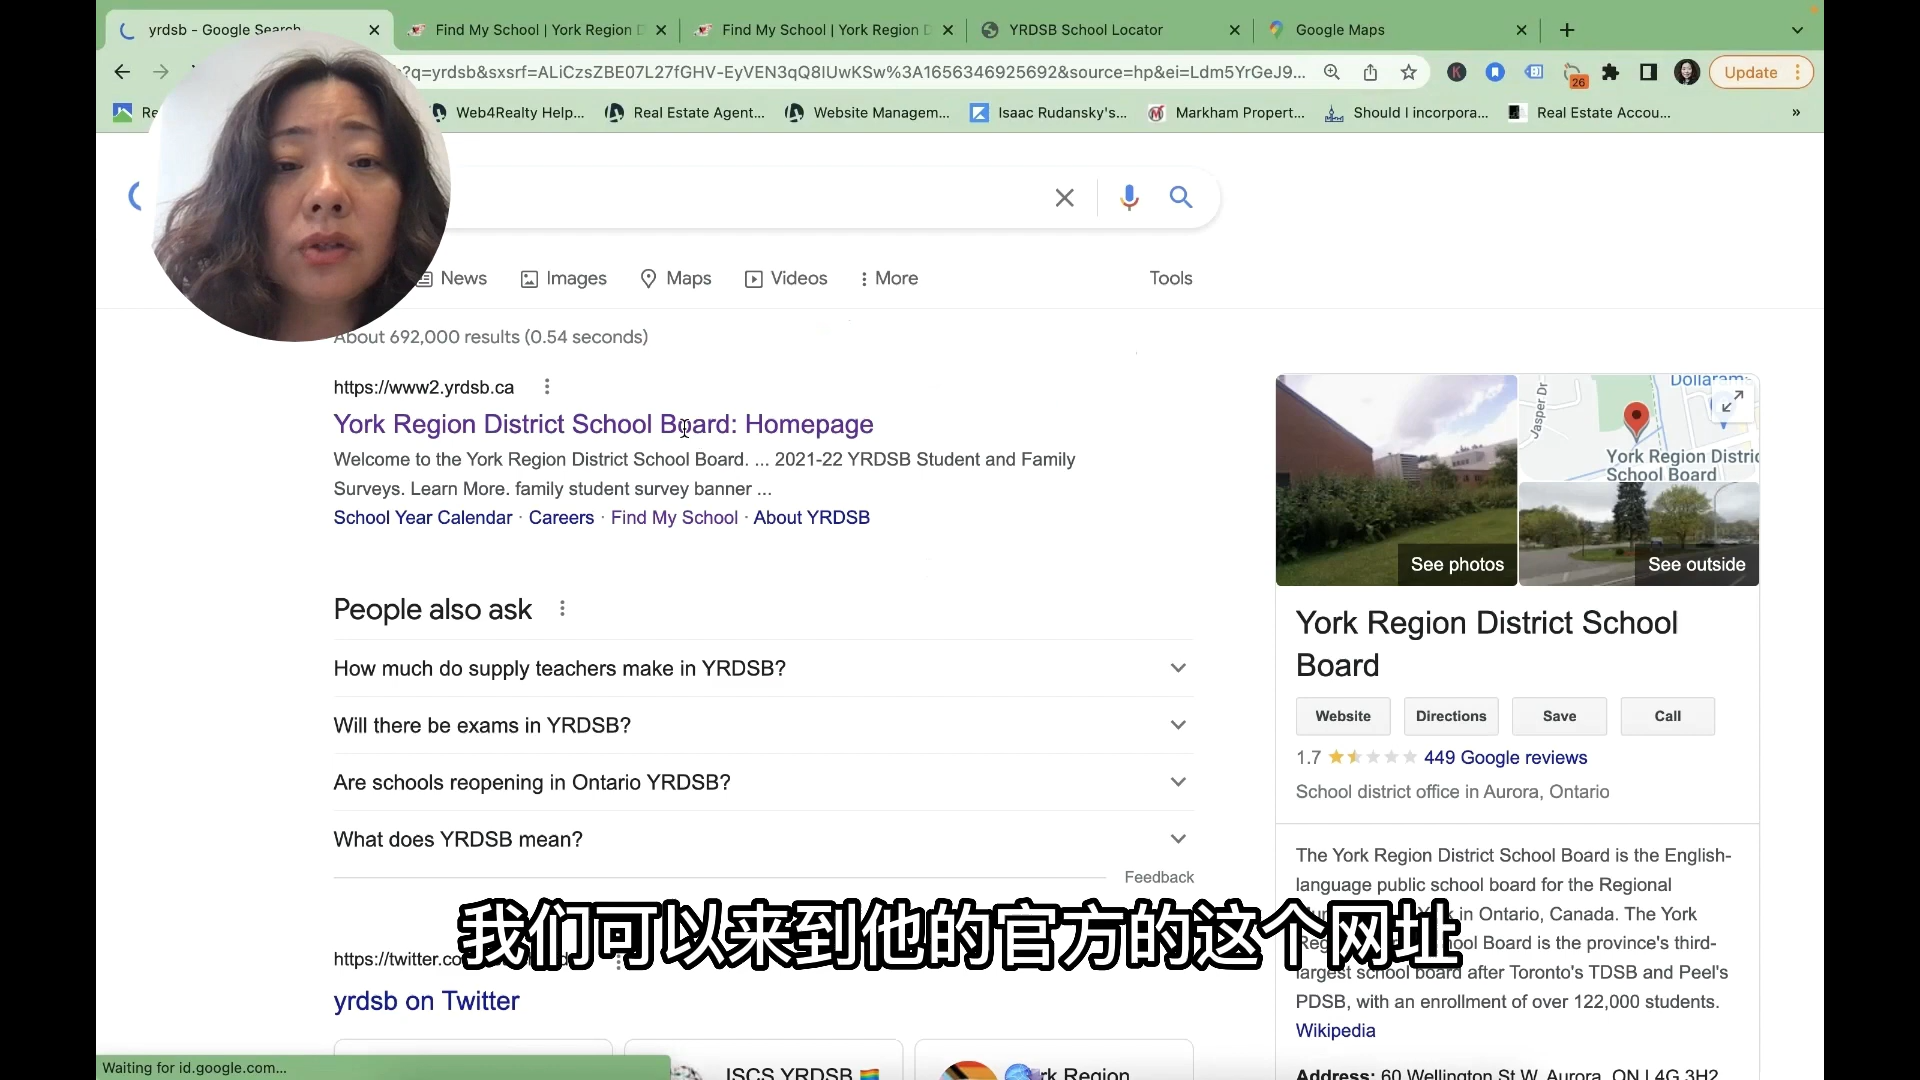 yrdsb - Google Search
Find My School | York Region D
Find My School | York Region D
YRDSB School Locator
Google Maps
?q=yrdsb&sxsrf=ALiCzsZBE07L27fGHV-EyVEN3qQ8IUwKSw%3A1656346925692&source=hp&ei=Ldm5YrGeJ9...
26
Update
Web4Realty Help...
Real Estate Agent...
Website Managem...
Isaac Rudansky's...
Markham Propert...
Should I incorpora...
Real Estate Accou...
»
News
Images
Maps
Videos
More
Tools
About 692,000 results (0.54 seconds)
https://www2.yrdsb.ca
York Region District School Board: Homepage
Welcome to the York Region District School Board. ... 2021-22 YRDSB Student and Family
Surveys. Learn More. family student survey banner ...
School Year Calendar · Careers · Find My School · About YRDSB
People also ask
How much do supply teachers make in YRDSB?
Will there be exams in YRDSB?
Are schools reopening in Ontario YRDSB?
What does YRDSB mean?
Feedback
https://twitter.co
yrdsb on Twitter
ISCS YRDSB
rk Region
Jasper Dr
Dollarama
York Region Distric
School Board
See photos
See outside
York Region District School
Board
Website
Directions
Save
Call
1.7
449 Google reviews
School district office in Aurora, Ontario
The York Region District School Board is the English-
language public school board for the Regional
in Ontario, Canada. The York
School Board is the province's third-
largest school board after Toronto's TDSB and Peel's
PDSB, with an enrollment of over 122,000 students.
Wikipedia
Address: 60 Wellington St W, Aurora, ON L4G 3H2
我们可以来到他的官方的这个网址
Waiting for id.google.com...